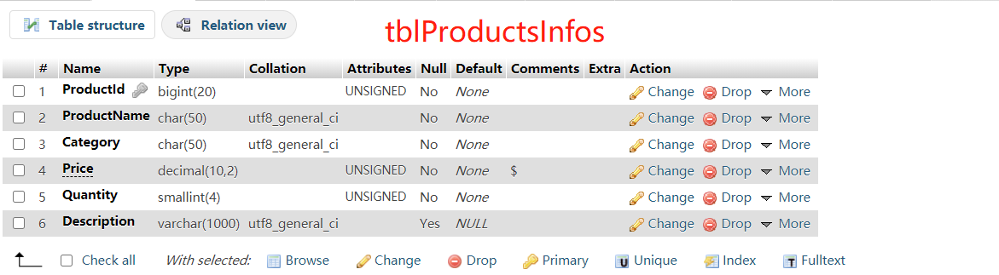 Table structure Relation view tblProductsInfos
# Name Type Collation Attributes Null Default Comments Extra Action
1 ProductId bigint(20) UNSIGNED No None Change Drop More
2 ProductName char(50) utf8_general_ci No None Change Drop More
3 Category char(50) utf8_general_ci No None Change Drop More
4 Price decimal(10,2) UNSIGNED No None $ Change Drop More
5 Quantity smallint(4) UNSIGNED No None Change Drop More
6 Description varchar(1000) utf8_general_ci Yes NULL Change Drop More
Check all With selected: Browse Change Drop Primary Unique Index Fulltext